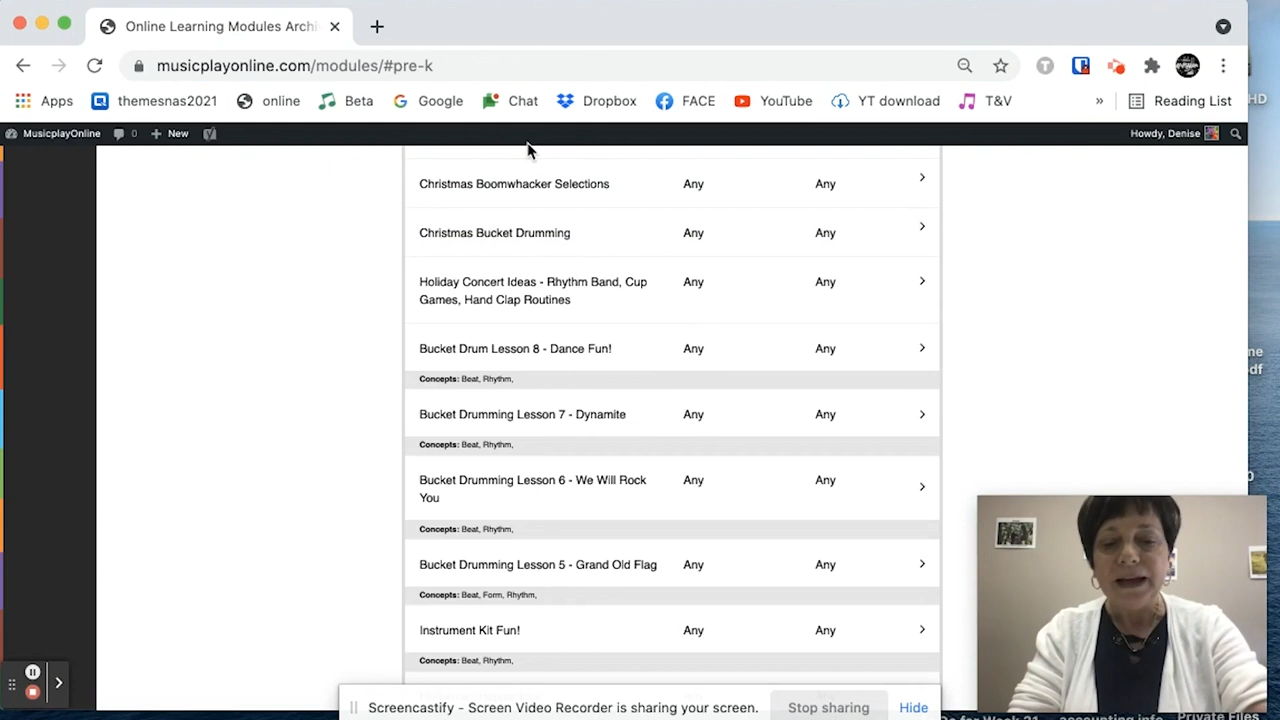 Online Learning Modules Archi
musicplayonline.com/modules/#pre-k
Apps themesnas2021 online Beta Google Chat Dropbox FACE YouTube YT download T&V » Reading List
MusicplayOnline 0 + New Howdy, Denise
Christmas Boomwhacker Selections Any Any
Christmas Bucket Drumming Any Any
Holiday Concert Ideas - Rhythm Band, Cup Any Any
Games, Hand Clap Routines
Bucket Drum Lesson 8 - Dance Fun! Any Any
Concepts: Beat, Rhythm,
Bucket Drumming Lesson 7 - Dynamite Any Any
Concepts: Beat, Rhythm,
Bucket Drumming Lesson 6 - We Will Rock Any Any
You
Concepts: Beat, Rhythm,
Bucket Drumming Lesson 5 - Grand Old Flag Any Any
Concepts: Beat, Form, Rhythm,
Instrument Kit Fun! Any Any
Concepts: Beat, Rhythm,
Screencastify - Screen Video Recorder is sharing your screen. Stop sharing Hide
HD
ne
df
0
Private Files